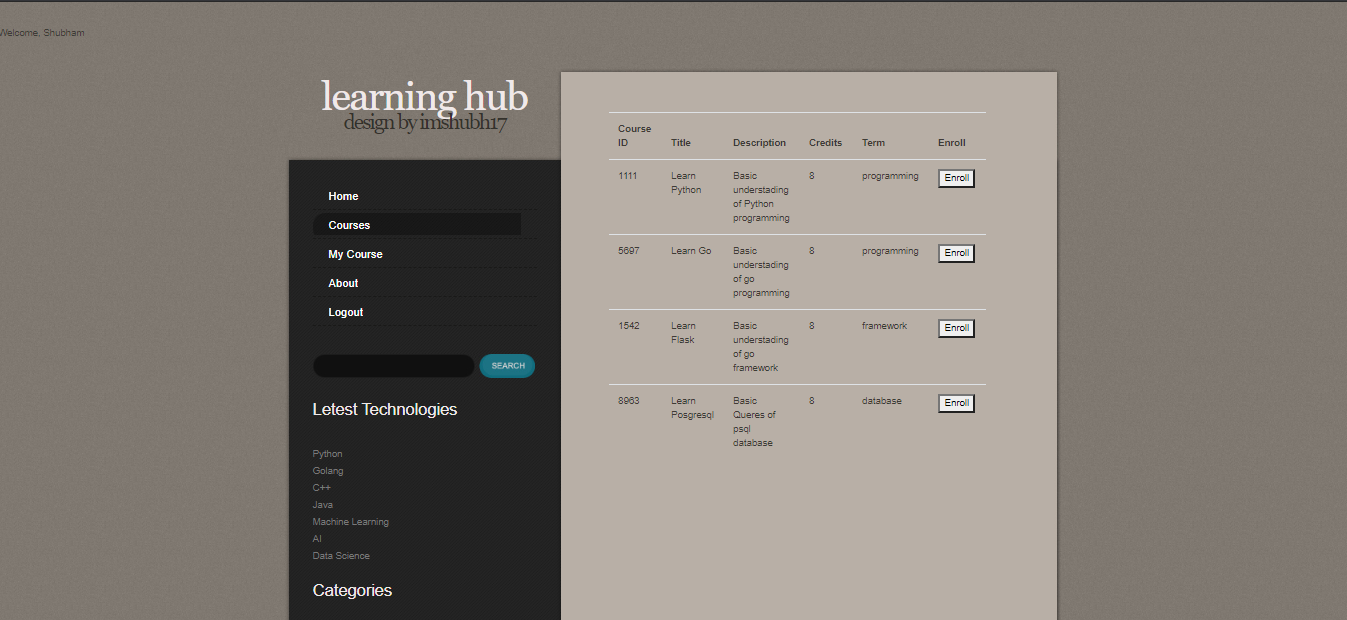 Welcome, Shubham
learning hub
design by imshubh17
Home
Courses
My Course
About
Logout
SEARCH
Letest Technologies
Python
Golang
C++
Java
Machine Learning
AI
Data Science
Categories
Course
ID Title Description Credits Term Enroll
1111 Learn Basic 8 programming Enroll
Python understading
of Python
programming
5697 Learn Go Basic 8 programming Enroll
understading
of go
programming
1542 Learn Basic 8 framework Enroll
Flask understading
of go
framework
8963 Learn Basic 8 database Enroll
Posgresql Queres of
psql
database